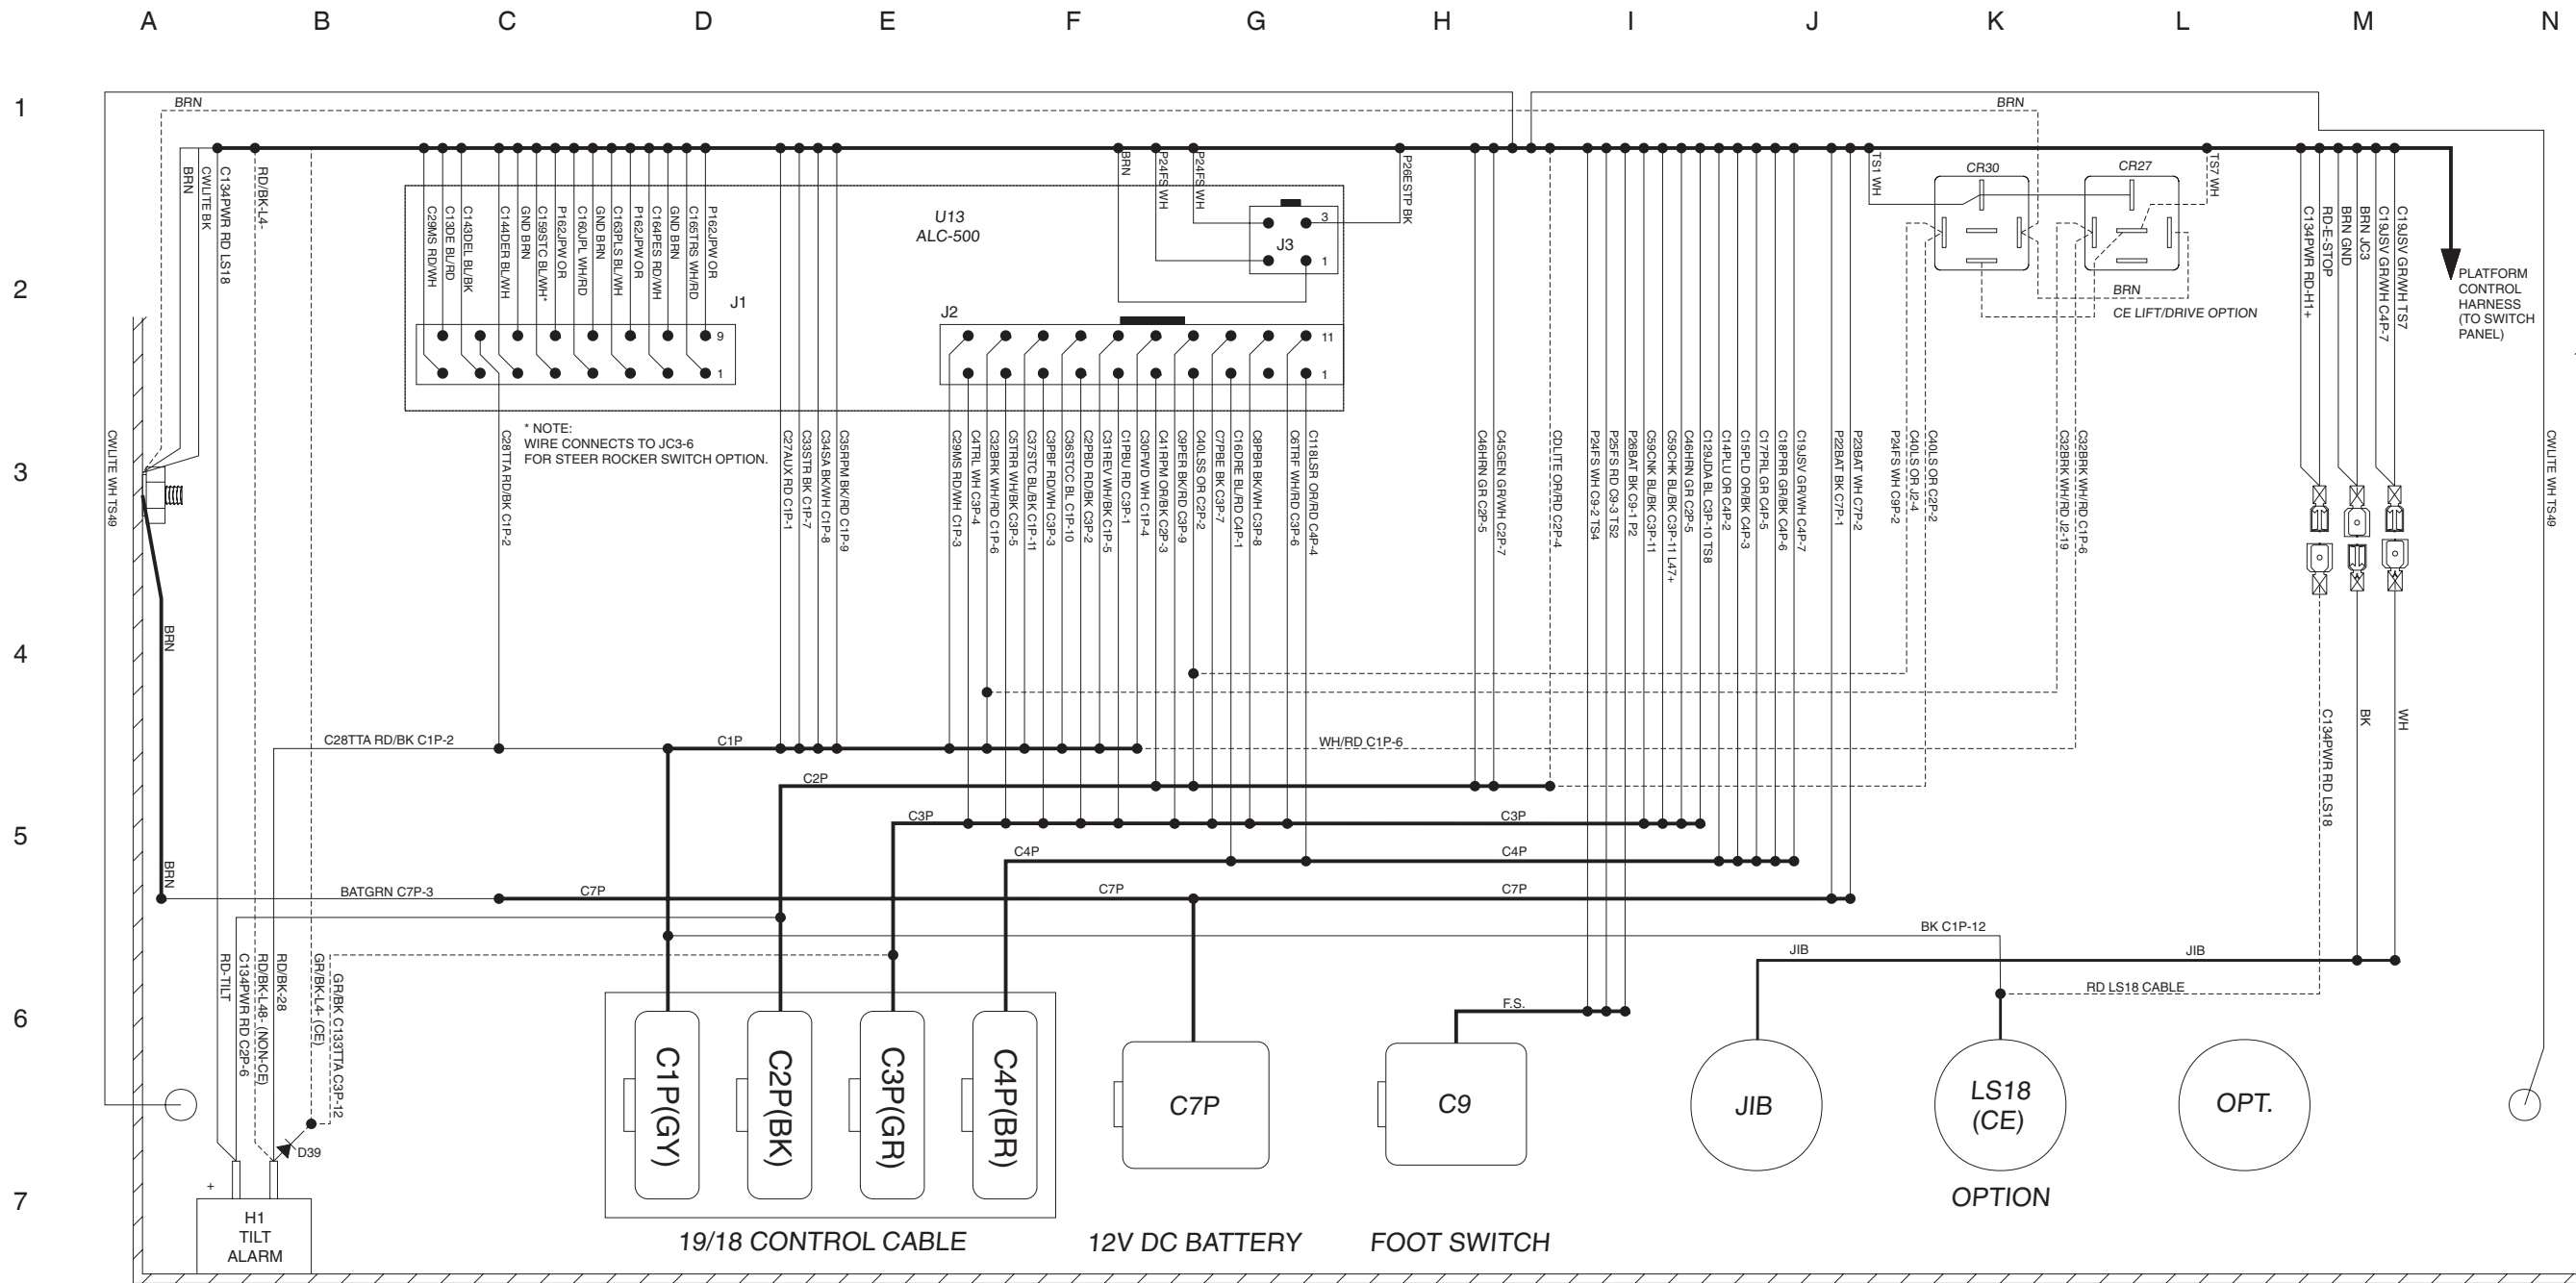 A B C D E F G H I J K L M N
1
2
3
4
5
6
7
BRN
BRN
BRN
CWLITE BK
C134PWR RD LS18
RD/BK-L4-
C29MS RD/WH
C13DE BL/RD
C143DEL BL/BK
C144DER BL/WH
GND BRN
C159STC BL/WH*
P162JPW OR
C160JPL WH/RD
GND BRN
C163PLS BL/WH
P162JPW OR
C164PES RD/WH
GND BRN
C165TRS WH/RD
P162JPW OR
J1
9
1
U13
ALC-500
BRN
P24FS WH
P24FS WH
3
J3
1
P26ESTP BK
J2
11
1
TS1 WH
CR30
CR27
TS7 WH
BRN
CE LIFT/DRIVE OPTION
C134PWR RD-H1+
RD-E-STOP
BRN GND
BRN JC3
C19JSV GR/WH C4P-7
C19JSV GR/WH TS7
PLATFORM
CONTROL
HARNESS
(TO SWITCH
PANEL)
* NOTE:
WIRE CONNECTS TO JC3-6
FOR STEER ROCKER SWITCH OPTION.
CWLITE WH TS49
C28TTA RD/BK C1P-2
C27AUX RD C1P-1
C33STR BK C1P-7
C34SA BK/WH C1P-8
C35RPM BK/RD C1P-9
C29MS RD/WH C1P-3
C4TRL WH C3P-4
C32BRK WH/RD C1P-6
C5TRR WH/BK C3P-5
C37STC BL/BK C1P-11
C3PBF RD/WH C3P-3
C36STCC BL C1P-10
C2PBD RD/BK C3P-2
C31REV WH/BK C1P-5
C1PBU RD C3P-1
C30FWD WH C1P-4
C41RPM OR/BK C2P-3
C9PER BK/RD C3P-9
C40LSS OR C2P-2
C7PBE BK C3P-7
C16DRE BL/RD C4P-1
C8PBR BK/WH C3P-8
C6TRF WH/RD C3P-6
C118LSR OR/RD C4P-4
C46HRN GR C2P-5
C45GEN GR/WH C2P-7
CDLITE OR/RD C2P-4
P24FS WH C9-2 TS4
P25FS RD C9-3 TS2
P26BAT BK C9-1 P2
C59CNK BL/BK C3P-11
C59CHK BL/BK C3P-11 L47+
C46HRN GR C2P-5
C129JDA BL C3P-10 TS8
C14PLU OR C4P-2
C15PLD OR/BK C4P-3
C17PRL GR C4P-5
C18PRR GR/BK C4P-6
C19JSV GR/WH C4P-7
P22BAT BK C7P-1
P23BAT WH C7P-2
P24FS WH C9P-2
C40LS OR J2-4
C40LS OR C2P-2
C32BRK WH/RD J2-19
C32BRK WH/RD C1P-6
CWLITE WH TS49
BRN
C28TTA RD/BK C1P-2
C1P
WH/RD C1P-6
C134PWR RD LS18
BK
WH
C2P
C3P
C3P
C4P
C4P
BRN
BATGRN C7P-3
C7P
C7P
C7P
BK C1P-12
JIB
JIB
RD-TILT
C134PWR RD C2P-6
RD/BK-L48- (NON-CE)
RD/BK-28
GR/BK-L4- (CE)
GR/BK C133TTA C3P-12
RD LS18 CABLE
F.S.
C1P(GY)
C2P(BK)
C3P(GR)
C4P(BR)
C7P
C9
JIB
LS18
(CE)
OPT.
D39
+
H1
TILT
ALARM
19/18 CONTROL CABLE
12V DC BATTERY
FOOT SWITCH
OPTION